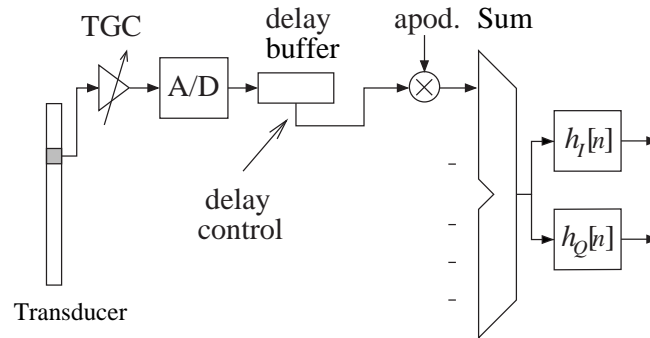 TGC
delay
buffer
apod.
Sum
A/D
h_I[n]
delay
control
h_Q[n]
Transducer